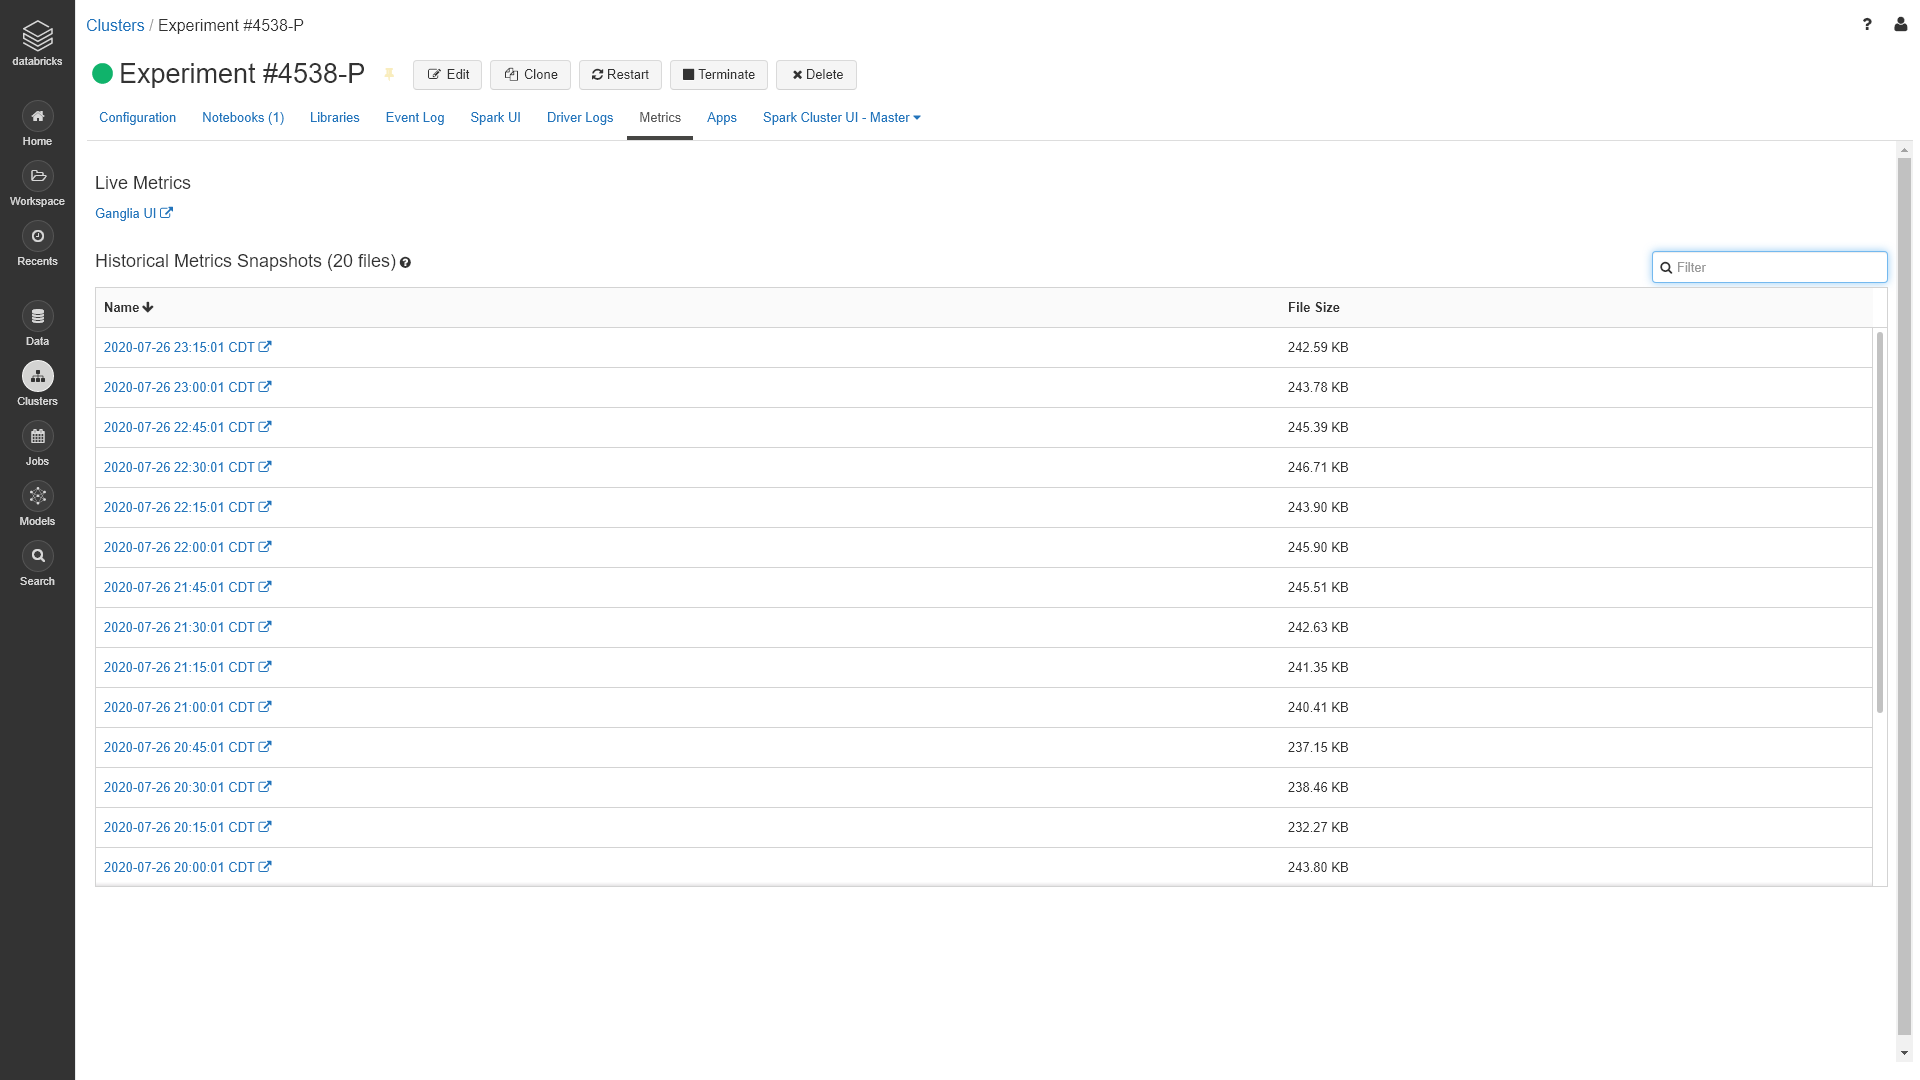 Clusters / Experiment #4538-P
?
databricks
Experiment #4538-P Edit Clone Restart Terminate Delete
Configuration Notebooks (1) Libraries Event Log Spark UI Driver Logs Metrics Apps Spark Cluster UI - Master
Home
Workspace
Recents
Data
Clusters
Jobs
Models
Search
Live Metrics
Ganglia UI
Historical Metrics Snapshots (20 files) ?
Filter
Name File Size
2020-07-26 23:15:01 CDT 242.59 KB
2020-07-26 23:00:01 CDT 243.78 KB
2020-07-26 22:45:01 CDT 245.39 KB
2020-07-26 22:30:01 CDT 246.71 KB
2020-07-26 22:15:01 CDT 243.90 KB
2020-07-26 22:00:01 CDT 245.90 KB
2020-07-26 21:45:01 CDT 245.51 KB
2020-07-26 21:30:01 CDT 242.63 KB
2020-07-26 21:15:01 CDT 241.35 KB
2020-07-26 21:00:01 CDT 240.41 KB
2020-07-26 20:45:01 CDT 237.15 KB
2020-07-26 20:30:01 CDT 238.46 KB
2020-07-26 20:15:01 CDT 232.27 KB
2020-07-26 20:00:01 CDT 243.80 KB